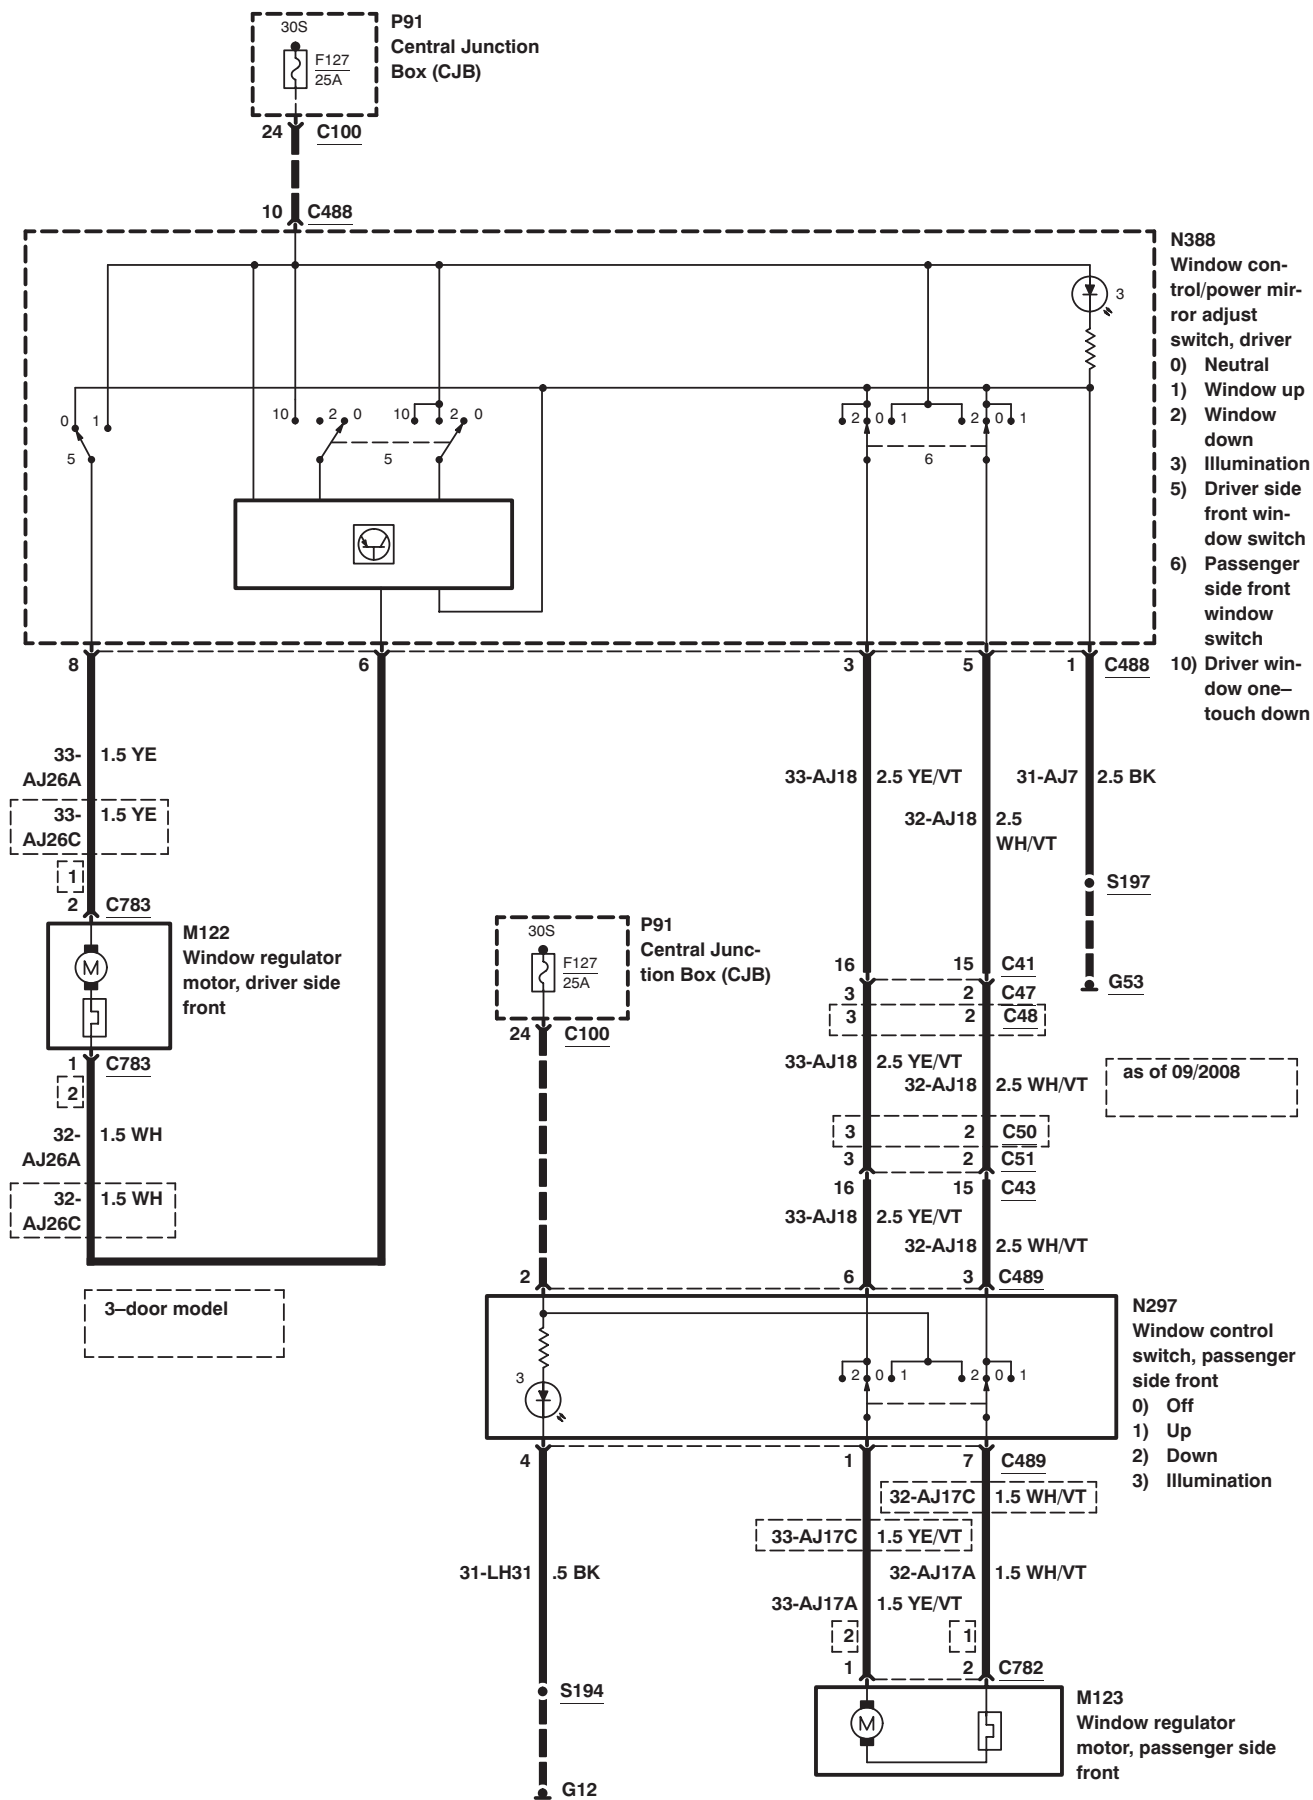 30S
F127
25A
P91
Central Junction
Box (CJB)
24 C100
10 C488
N388
Window con-
trol/power mir-
ror adjust
switch, driver
0) Neutral
1) Window up
2) Window
down
3) Illumination
5) Driver side
front win-
dow switch
6) Passenger
side front
window
switch
10) Driver win-
dow one–
touch down
3
0 1
10 2 0
10 2 0
2 0 1
2 0 1
5
5
6
8 6 3 5 1 C488
33-
AJ26A
1.5 YE
33-
AJ26C
1.5 YE
1
2 C783
M122
Window regulator
motor, driver side
front
M
1 C783
2
32-
AJ26A
1.5 WH
32-
AJ26C
1.5 WH
3–door model
33-AJ18 2.5 YE/VT
31-AJ7 2.5 BK
32-AJ18 2.5
WH/VT
S197
G53
30S
F127
25A
P91
Central Junc-
tion Box (CJB)
24 C100
16 15 C41
3 2 C47
3 2 C48
33-AJ18 2.5 YE/VT
32-AJ18 2.5 WH/VT
as of 09/2008
3 2 C50
3 2 C51
16 15 C43
33-AJ18 2.5 YE/VT
32-AJ18 2.5 WH/VT
2 6 3 C489
N297
Window control
switch, passenger
side front
0) Off
1) Up
2) Down
3) Illumination
3
2 0 1
2 0 1
4 1 7 C489
32-AJ17C 1.5 WH/VT
33-AJ17C 1.5 YE/VT
31-LH31 .5 BK
32-AJ17A 1.5 WH/VT
33-AJ17A 1.5 YE/VT
2 1
1 2 C782
S194
M
M123
Window regulator
motor, passenger side
front
G12